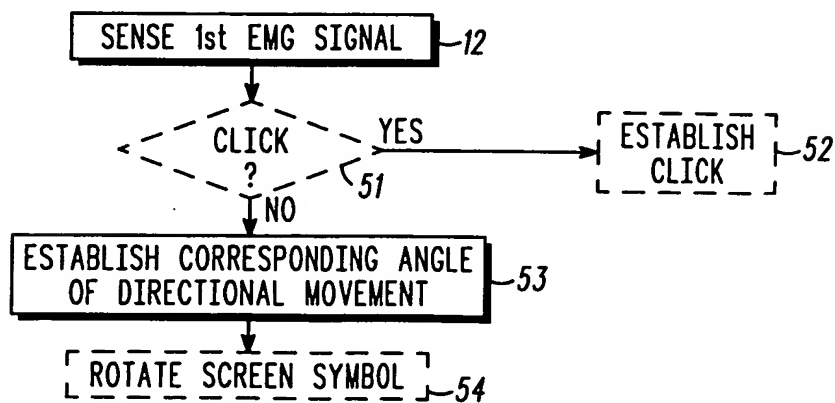 SENSE 1st EMG SIGNAL
12
CLICK
?
YES
51
ESTABLISH
CLICK
52
NO
ESTABLISH CORRESPONDING ANGLE
OF DIRECTIONAL MOVEMENT
53
ROTATE SCREEN SYMBOL
54